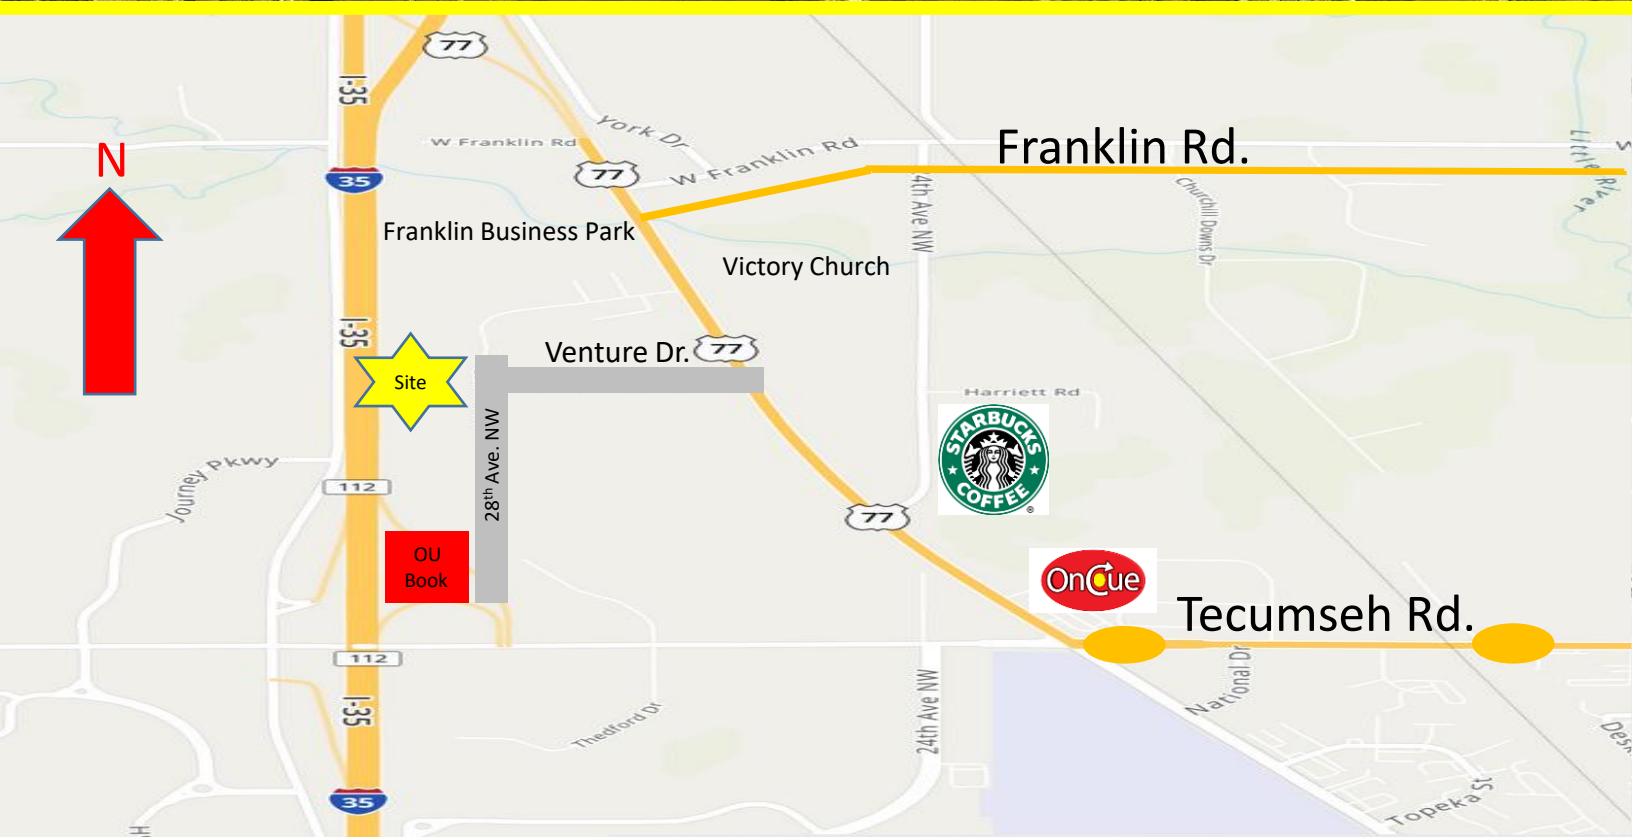 77
I-35
York Dr
W Franklin Rd
Franklin Rd.
W Franklin Rd
Little River
W
N
35
77
24th Ave NW
Churchill Downs Dr
Franklin Business Park
Victory Church
I-35
Venture Dr.
77
Site
Harriett Rd
STARBUCKS
COFFEE
®
28th Ave. NW
Journey Pkwy
112
77
OU
Book
OnCue
Tecumseh Rd.
112
National Dr
24th Ave NW
I-35
Thedford Dr
35
Topeka St
H